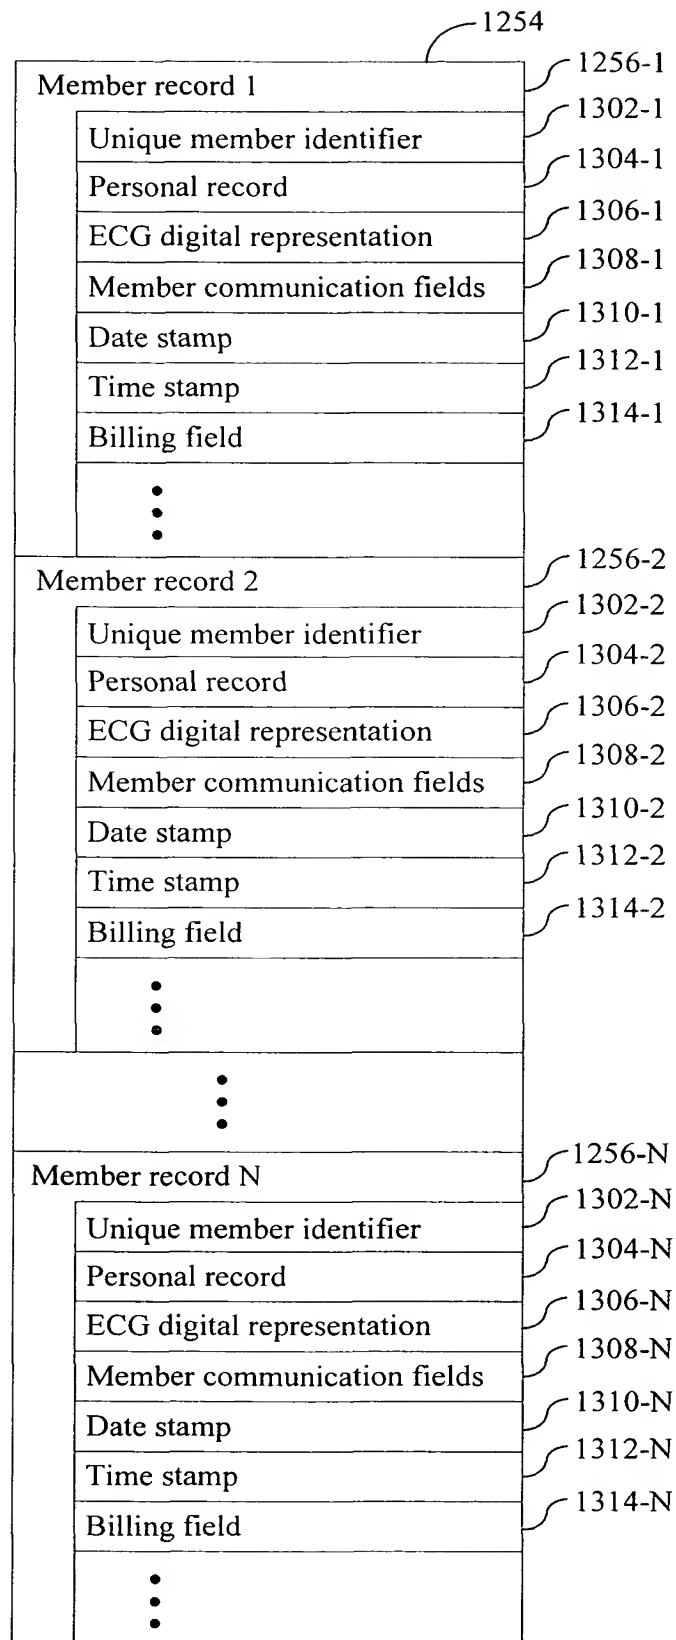 1254
Member record 1 1256-1
Unique member identifier 1302-1
Personal record 1304-1
ECG digital representation 1306-1
Member communication fields 1308-1
Date stamp 1310-1
Time stamp 1312-1
Billing field 1314-1
Member record 2 1256-2
Unique member identifier 1302-2
Personal record 1304-2
ECG digital representation 1306-2
Member communication fields 1308-2
Date stamp 1310-2
Time stamp 1312-2
Billing field 1314-2
Member record N 1256-N
Unique member identifier 1302-N
Personal record 1304-N
ECG digital representation 1306-N
Member communication fields 1308-N
Date stamp 1310-N
Time stamp 1312-N
Billing field 1314-N